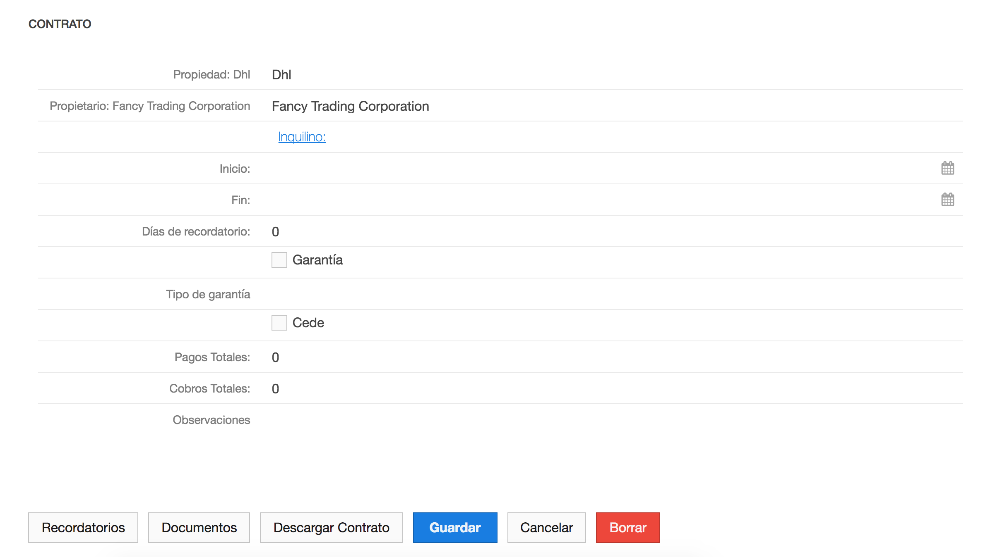 CONTRATO
Propiedad: Dhl Dhl
Propietario: Fancy Trading Corporation Fancy Trading Corporation
Inquilino:
Inicio:
Fin:
Días de recordatorio: 0
Garantía
Tipo de garantía
Cede
Pagos Totales: 0
Cobros Totales: 0
Observaciones
Recordatorios Documentos Descargar Contrato Guardar Cancelar Borrar